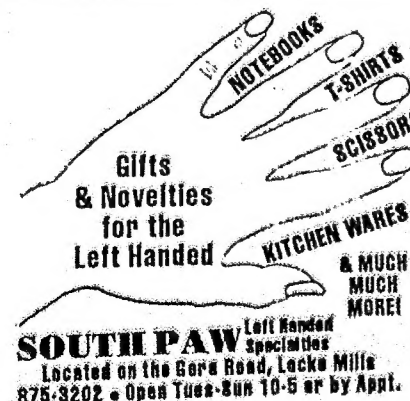 NOTEBOOKS
T-SHIRTS
SCISSORS
KITCHEN WARES
Gifts
& Novelties
for the
Left Handed
& MUCH
MUCH
MORE!
SOUTH PAW Left Handed
Specialties
Located on the Gore Road, Locke Mills
875-3202 • Open Tues-Sun 10-5 or by Appt.